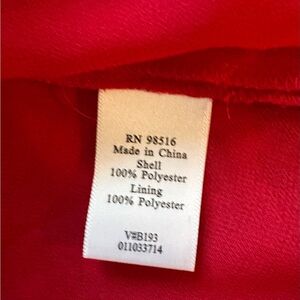 RN 98516
Made in China
Shell
100% Polyester
Lining
100% Polyester
V#B193
011033714